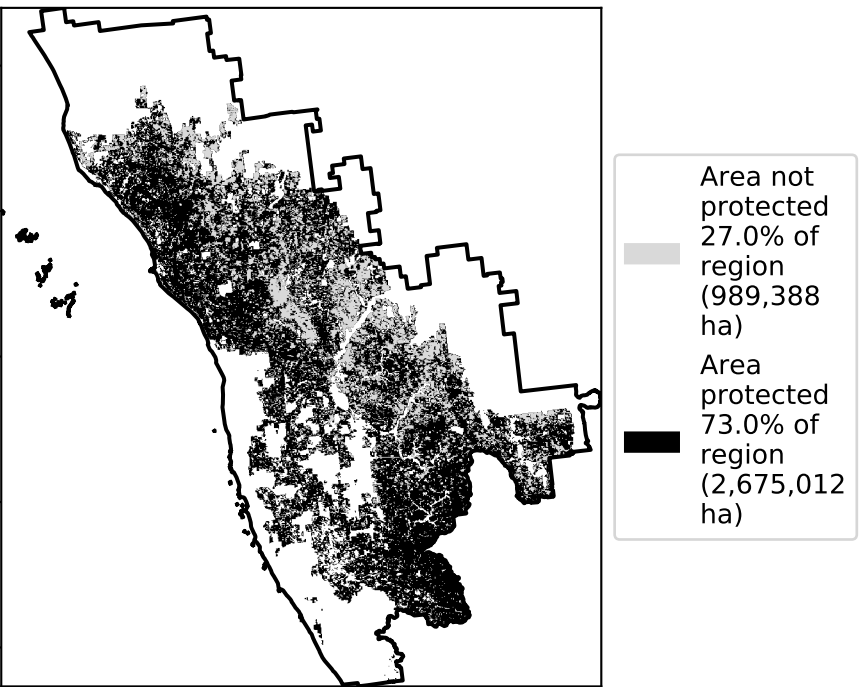 Area not
protected
27.0% of
region
(989,388
ha)
Area
protected
73.0% of
region
(2,675,012
ha)